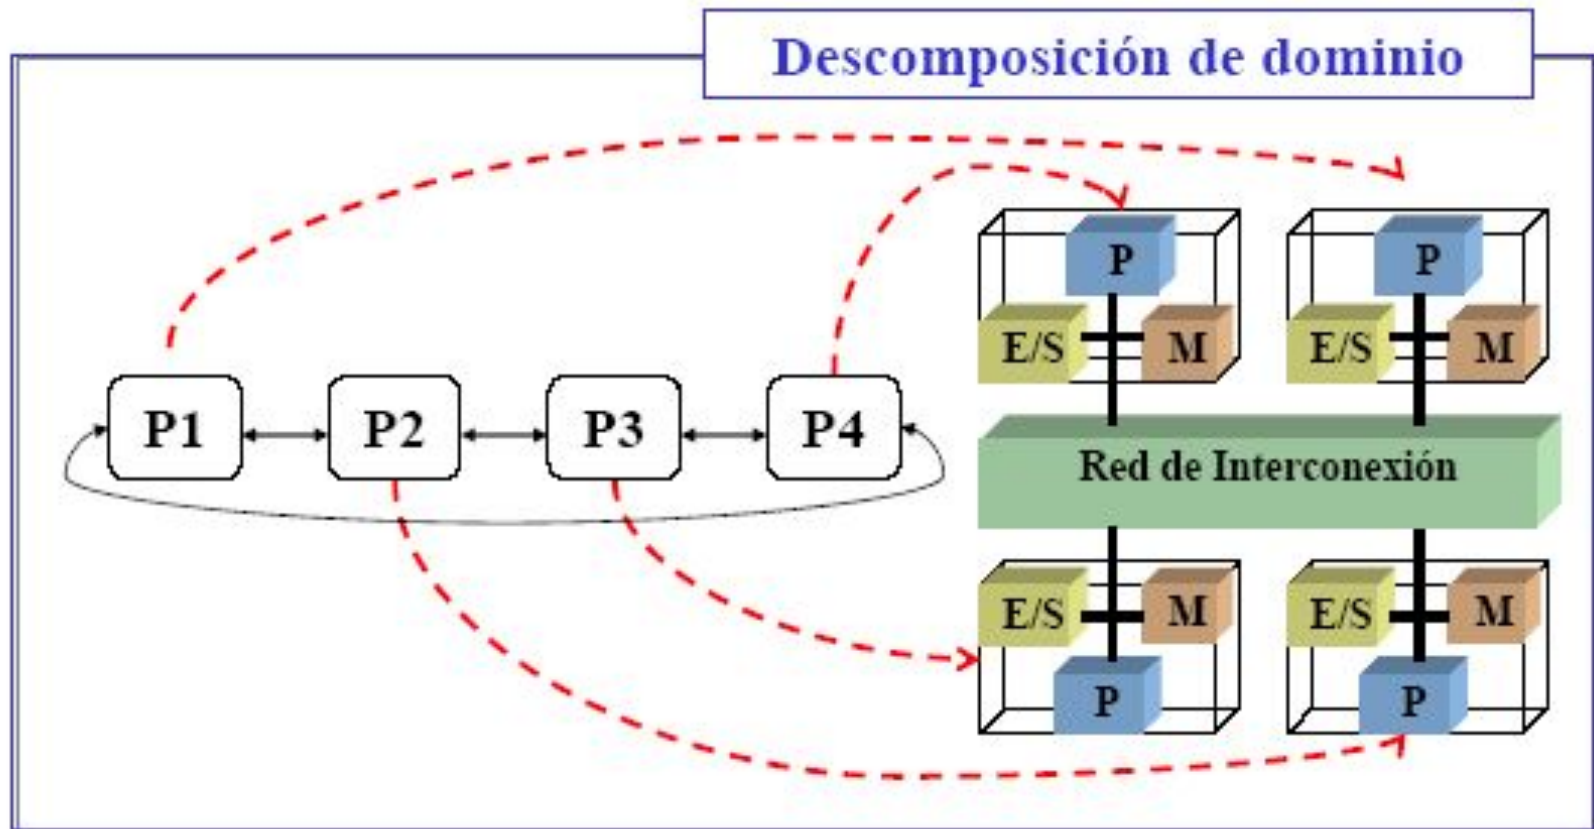 Descomposición de dominio
P
P
E/S
M
E/S
M
P1
P2
P3
P4
Red de Interconexión
E/S
M
E/S
M
P
P